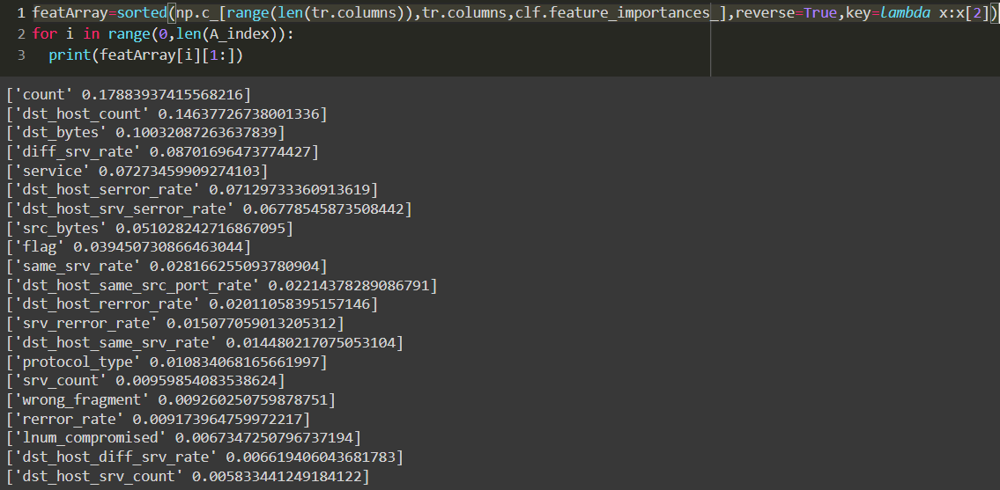 1 featArray=sorted(np.c_[range(len(tr.columns)),tr.columns,clf.feature_importances_],reverse=True,key=lambda x:x[2])
2 for i in range(0,len(A_index)):
3   print(featArray[i][1:])
['count' 0.17883937415568216]
['dst_host_count' 0.14637726738001336]
['dst_bytes' 0.10032087263637839]
['diff_srv_rate' 0.08701696473774427]
['service' 0.07273459909274103]
['dst_host_serror_rate' 0.07129733360913619]
['dst_host_srv_serror_rate' 0.06778545873508442]
['src_bytes' 0.051028242716867095]
['flag' 0.039450730866463044]
['same_srv_rate' 0.028166255093780904]
['dst_host_same_src_port_rate' 0.02214378289086791]
['dst_host_rerror_rate' 0.02011058395157146]
['srv_rerror_rate' 0.015077059013205312]
['dst_host_same_srv_rate' 0.014480217075053104]
['protocol_type' 0.010834068165661997]
['srv_count' 0.00959854083538624]
['wrong_fragment' 0.009260250759878751]
['rerror_rate' 0.009173964759972217]
['lnum_compromised' 0.0067347250796737194]
['dst_host_diff_srv_rate' 0.006619406043681783]
['dst_host_srv_count' 0.005833441249184122]